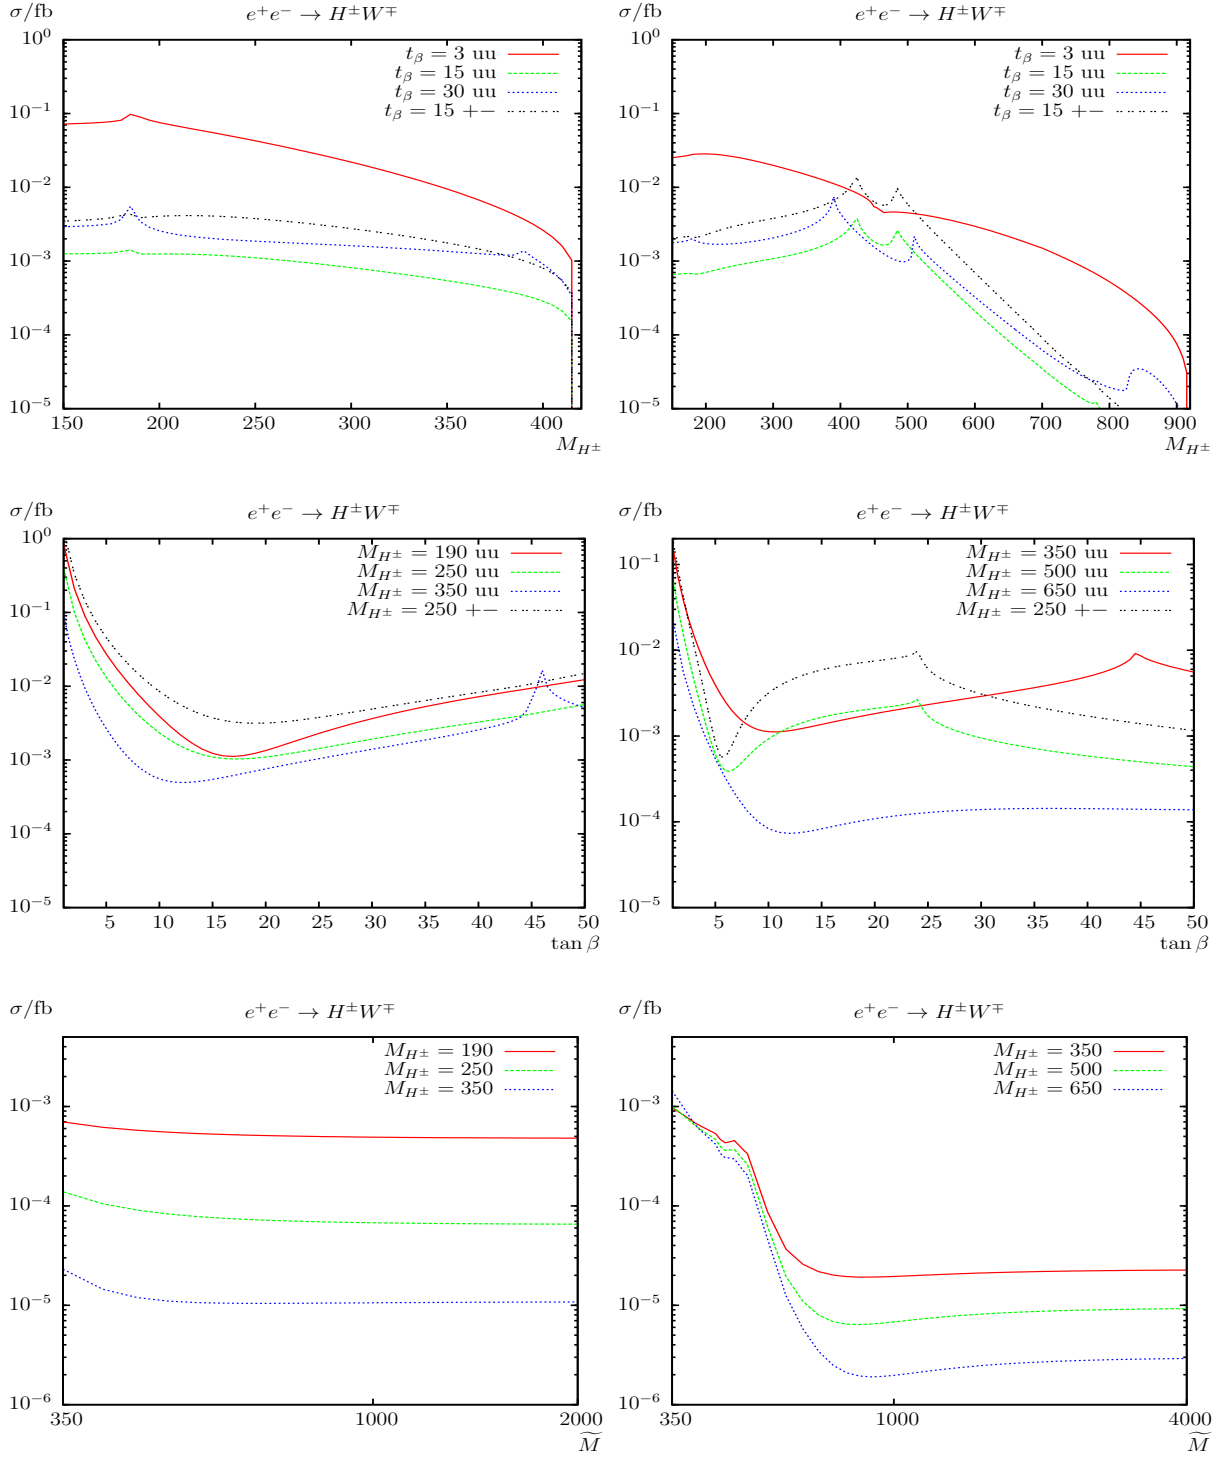 σ/fb
e⁺e⁻ → H^±W^∓
10⁰
10⁻¹
10⁻²
10⁻³
10⁻⁴
10⁻⁵
t_β = 3 uu
t_β = 15 uu
t_β = 30 uu
t_β = 15 +−
150 200 250 300 350 400
M_{H^±}
σ/fb
e⁺e⁻ → H^±W^∓
10⁰
10⁻¹
10⁻²
10⁻³
10⁻⁴
10⁻⁵
t_β = 3 uu
t_β = 15 uu
t_β = 30 uu
t_β = 15 +−
200 300 400 500 600 700 800 900
M_{H^±}
σ/fb
e⁺e⁻ → H^±W^∓
10⁰
10⁻¹
10⁻²
10⁻³
10⁻⁴
10⁻⁵
M_{H^±} = 190 uu
M_{H^±} = 250 uu
M_{H^±} = 350 uu
M_{H^±} = 250 +−
5 10 15 20 25 30 35 40 45 50
tan β
σ/fb
e⁺e⁻ → H^±W^∓
10⁻¹
10⁻²
10⁻³
10⁻⁴
10⁻⁵
M_{H^±} = 350 uu
M_{H^±} = 500 uu
M_{H^±} = 650 uu
M_{H^±} = 250 +−
5 10 15 20 25 30 35 40 45 50
tan β
σ/fb
e⁺e⁻ → H^±W^∓
10⁻³
10⁻⁴
10⁻⁵
10⁻⁶
M_{H^±} = 190
M_{H^±} = 250
M_{H^±} = 350
350 1000 2000
M̃
σ/fb
e⁺e⁻ → H^±W^∓
10⁻³
10⁻⁴
10⁻⁵
10⁻⁶
M_{H^±} = 350
M_{H^±} = 500
M_{H^±} = 650
350 1000 4000
M̃